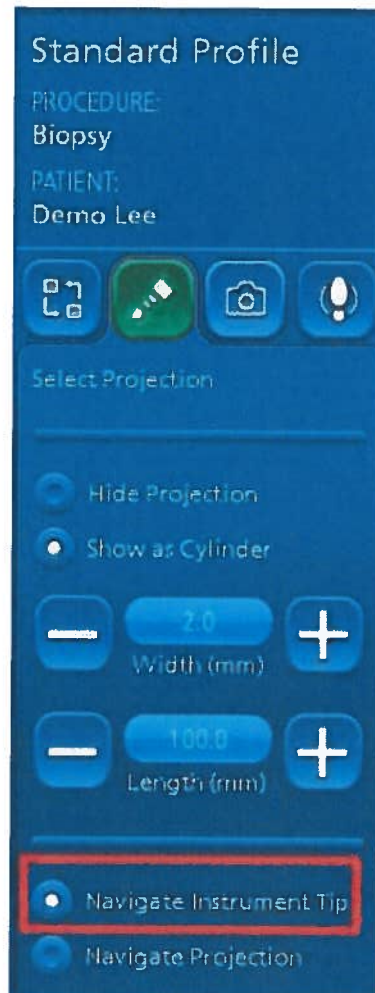 Standard Profile
PROCEDURE:
Biopsy
PATIENT:
Demo Lee
Select Projection
Hide Projection
Show as Cylinder
2.0
Width (mm)
100.0
Length (mm)
Navigate Instrument Tip
Navigate Projection